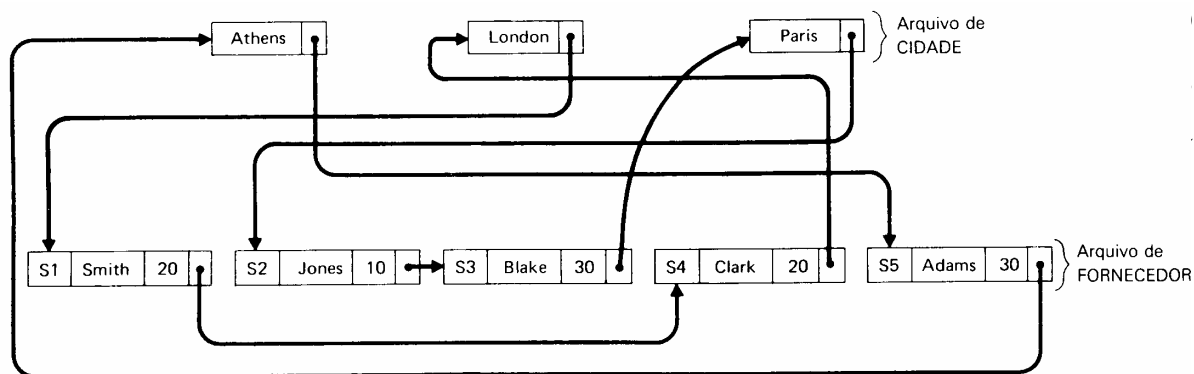 Athens London Paris Arquivo de
CIDADE
S1 Smith 20 S2 Jones 10 S3 Blake 30 S4 Clark 20 S5 Adams 30 Arquivo de
FORNECEDOR